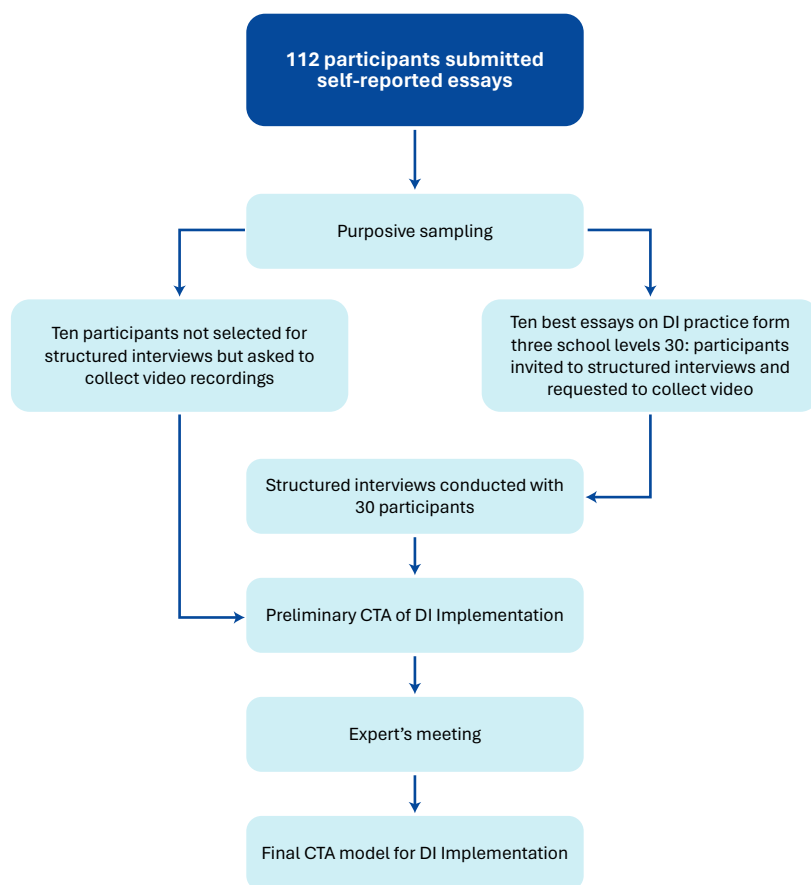 112 participants submitted
self-reported essays
Purposive sampling
Ten participants not selected for
structured interviews but asked to
collect video recordings
Ten best essays on DI practice form
three school levels 30: participants
invited to structured interviews and
requested to collect video
Structured interviews conducted with
30 participants
Preliminary CTA of DI Implementation
Expert’s meeting
Final CTA model for DI Implementation